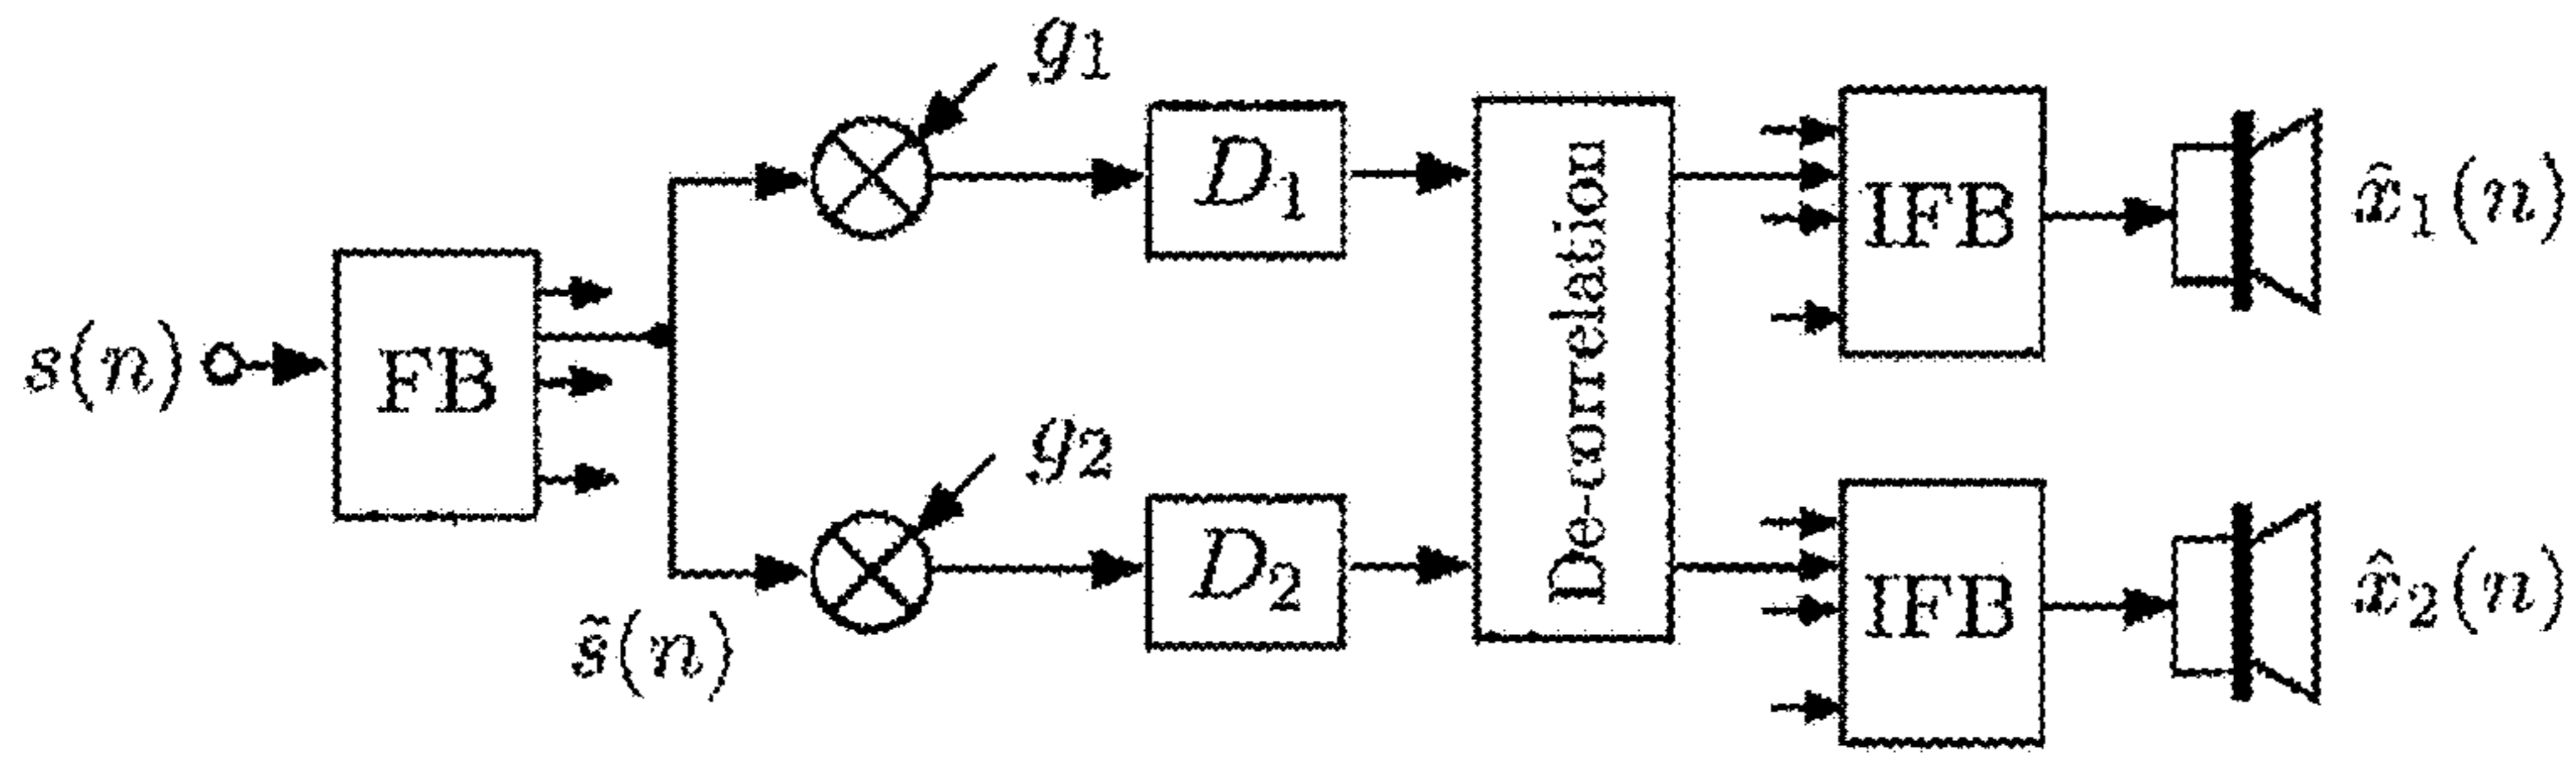 s(n)
FB
s̃(n)
g1
g2
D1
D2
De-correlation
IFB
IFB
x̂1(n)
x̂2(n)